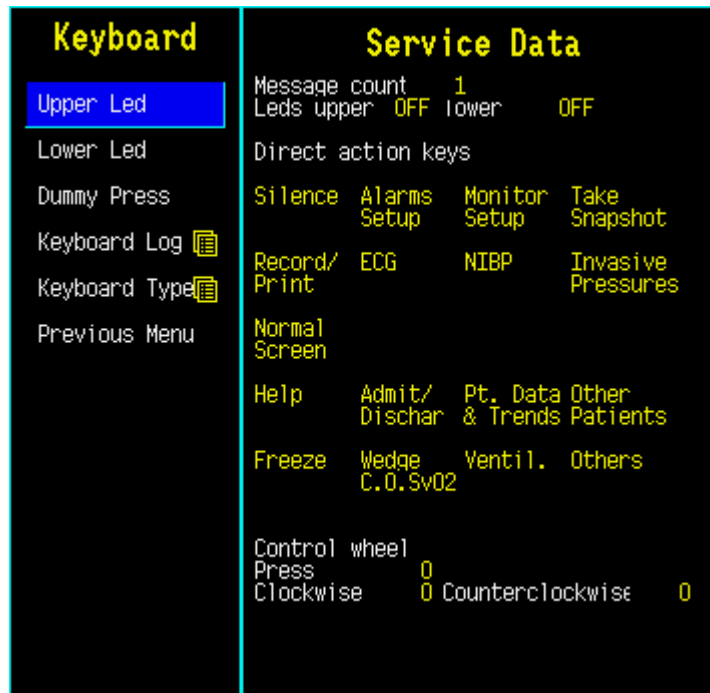 Keyboard
Upper Led
Lower Led
Dummy Press
Keyboard Log
Keyboard Type
Previous Menu
Service Data
Message count 1
Leds upper OFF lower OFF
Direct action keys
Silence Alarms Monitor Take
Setup Setup Snapshot
Record/ ECG NIBP Invasive
Print Pressures
Normal
Screen
Help Admit/ Pt. Data Other
Dischar & Trends Patients
Freeze Wedge Ventil. Others
C.O.SvO2
Control wheel
Press 0
Clockwise 0 Counterclockwise 0